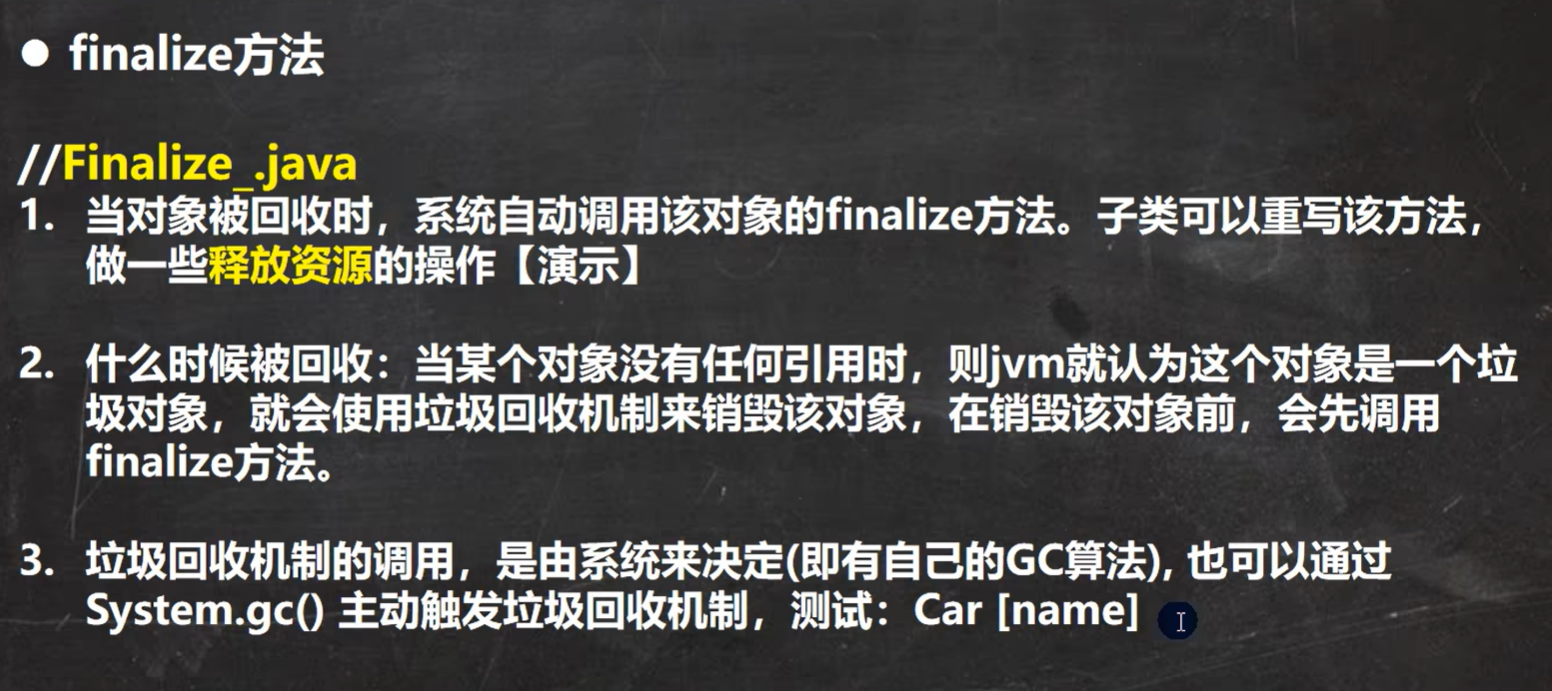 ● finalize方法
//Finalize_.java
1. 当对象被回收时，系统自动调用该对象的finalize方法。子类可以重写该方法，
做一些释放资源的操作【演示】
2. 什么时候被回收：当某个对象没有任何引用时，则jvm就认为这个对象是一个垃
圾对象，就会使用垃圾回收机制来销毁该对象，在销毁该对象前，会先调用
finalize方法。
3. 垃圾回收机制的调用，是由系统来决定(即有自己的GC算法), 也可以通过
System.gc() 主动触发垃圾回收机制，测试：Car [name]